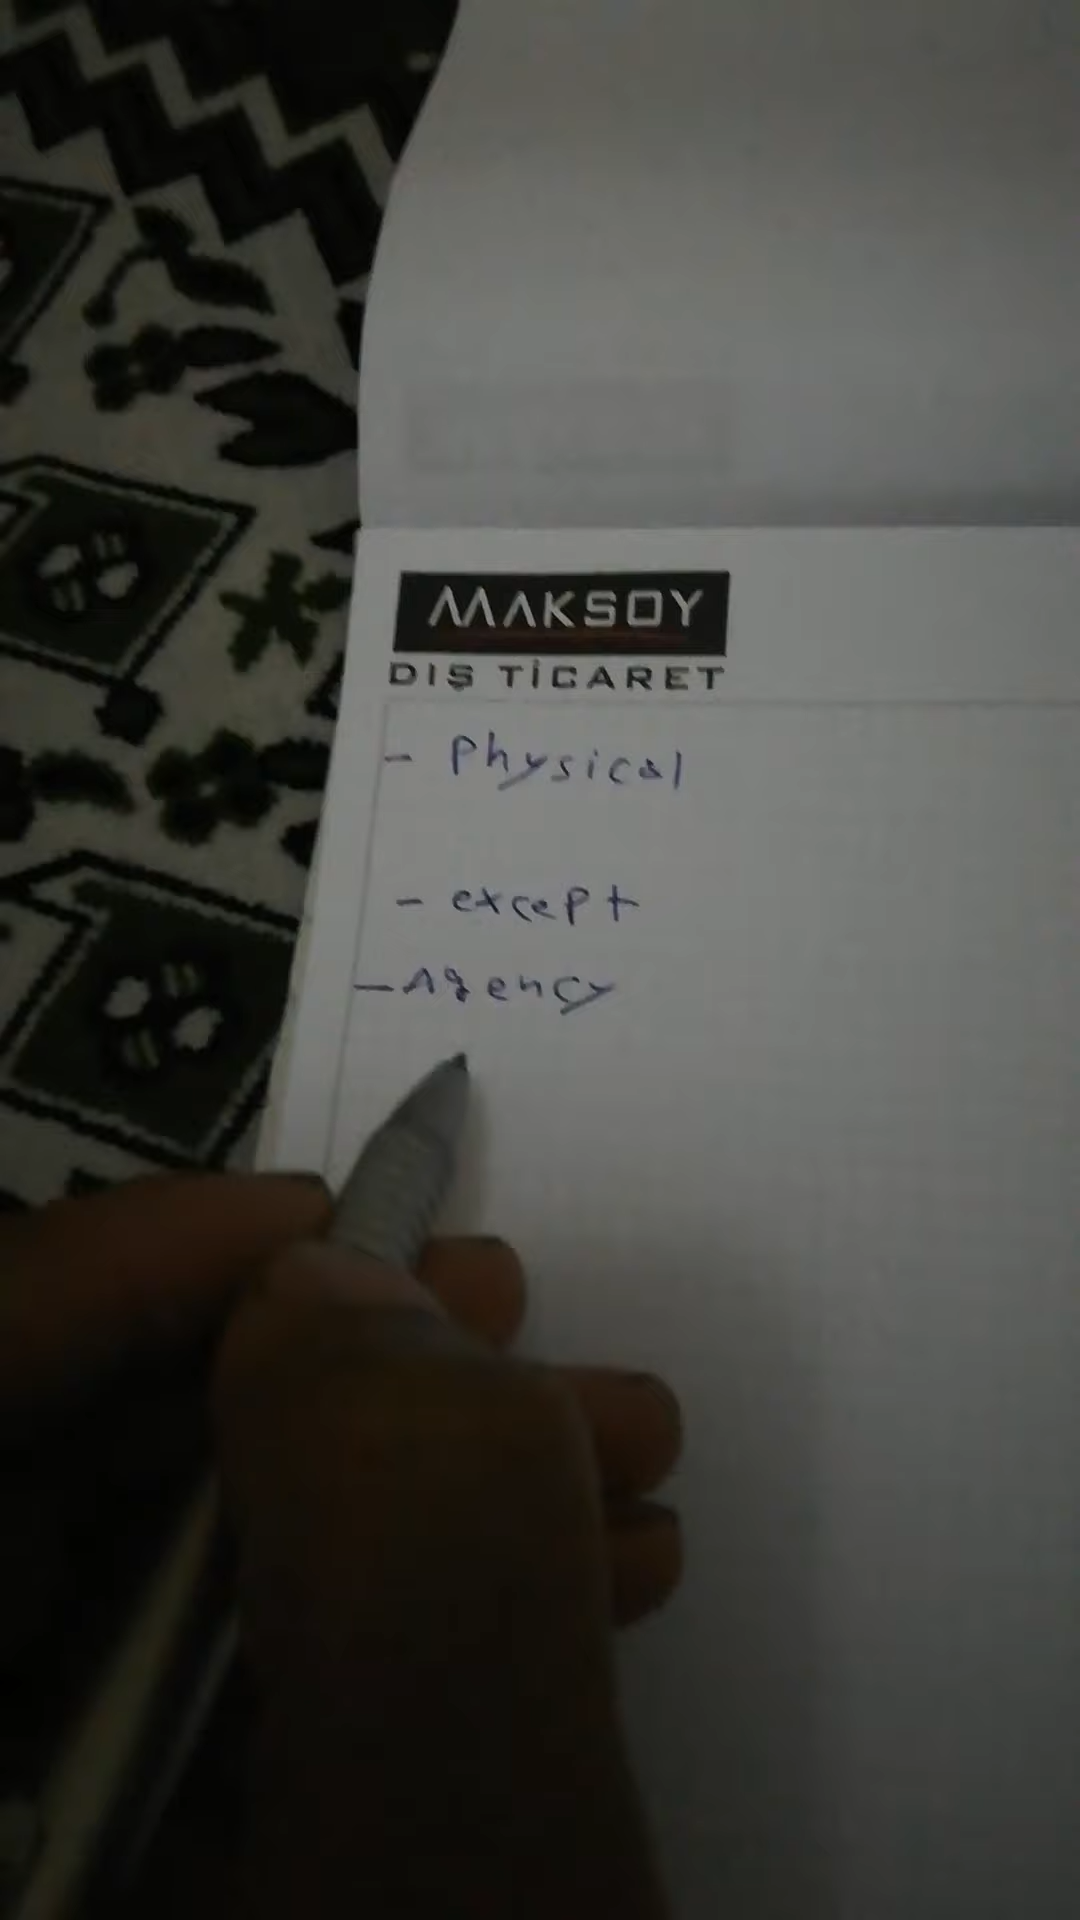 MAKSOY
DIŞ TİCARET
- Physical
- except
- Agency